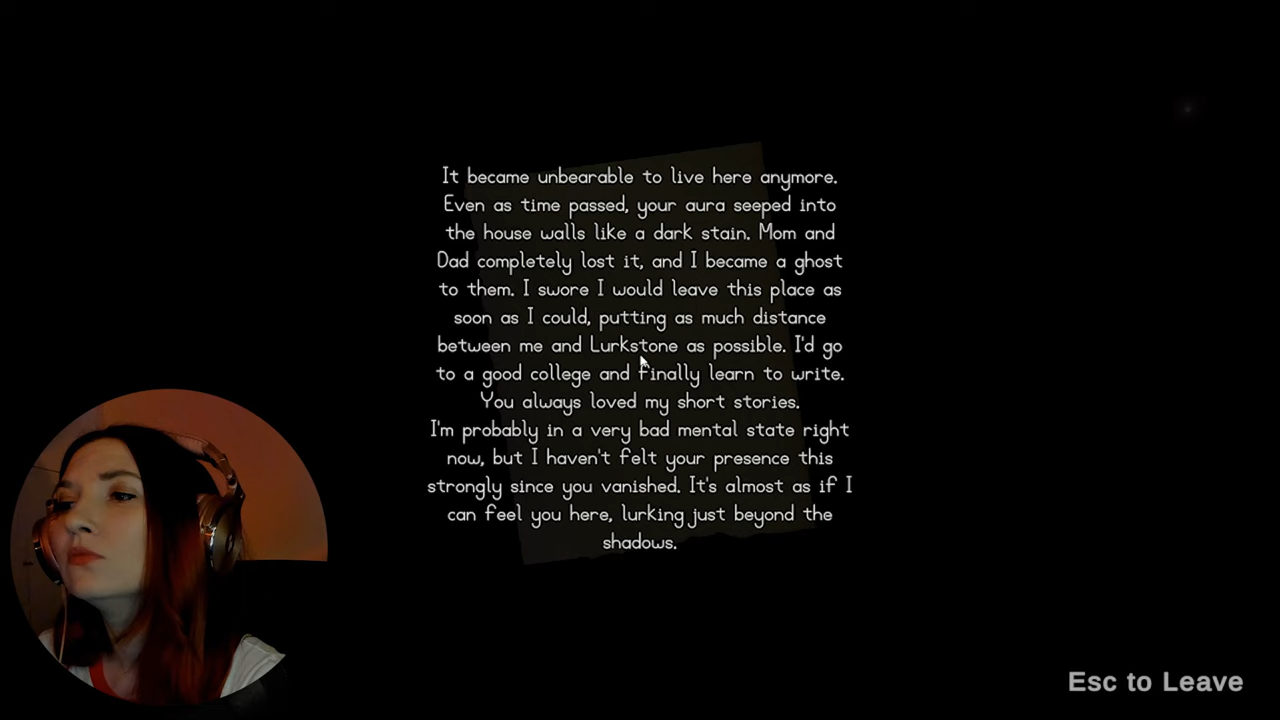 It became unbearable to live here anymore.
Even as time passed, your aura seeped into
the house walls like a dark stain. Mom and
Dad completely lost it, and I became a ghost
to them. I swore I would leave this place as
soon as I could, putting as much distance
between me and Lurkstone as possible. I'd go
to a good college and finally learn to write.
You always loved my short stories.
I'm probably in a very bad mental state right
now, but I haven't felt your presence this
strongly since you vanished. It's almost as if I
can feel you here, lurking just beyond the
shadows.
Esc to Leave